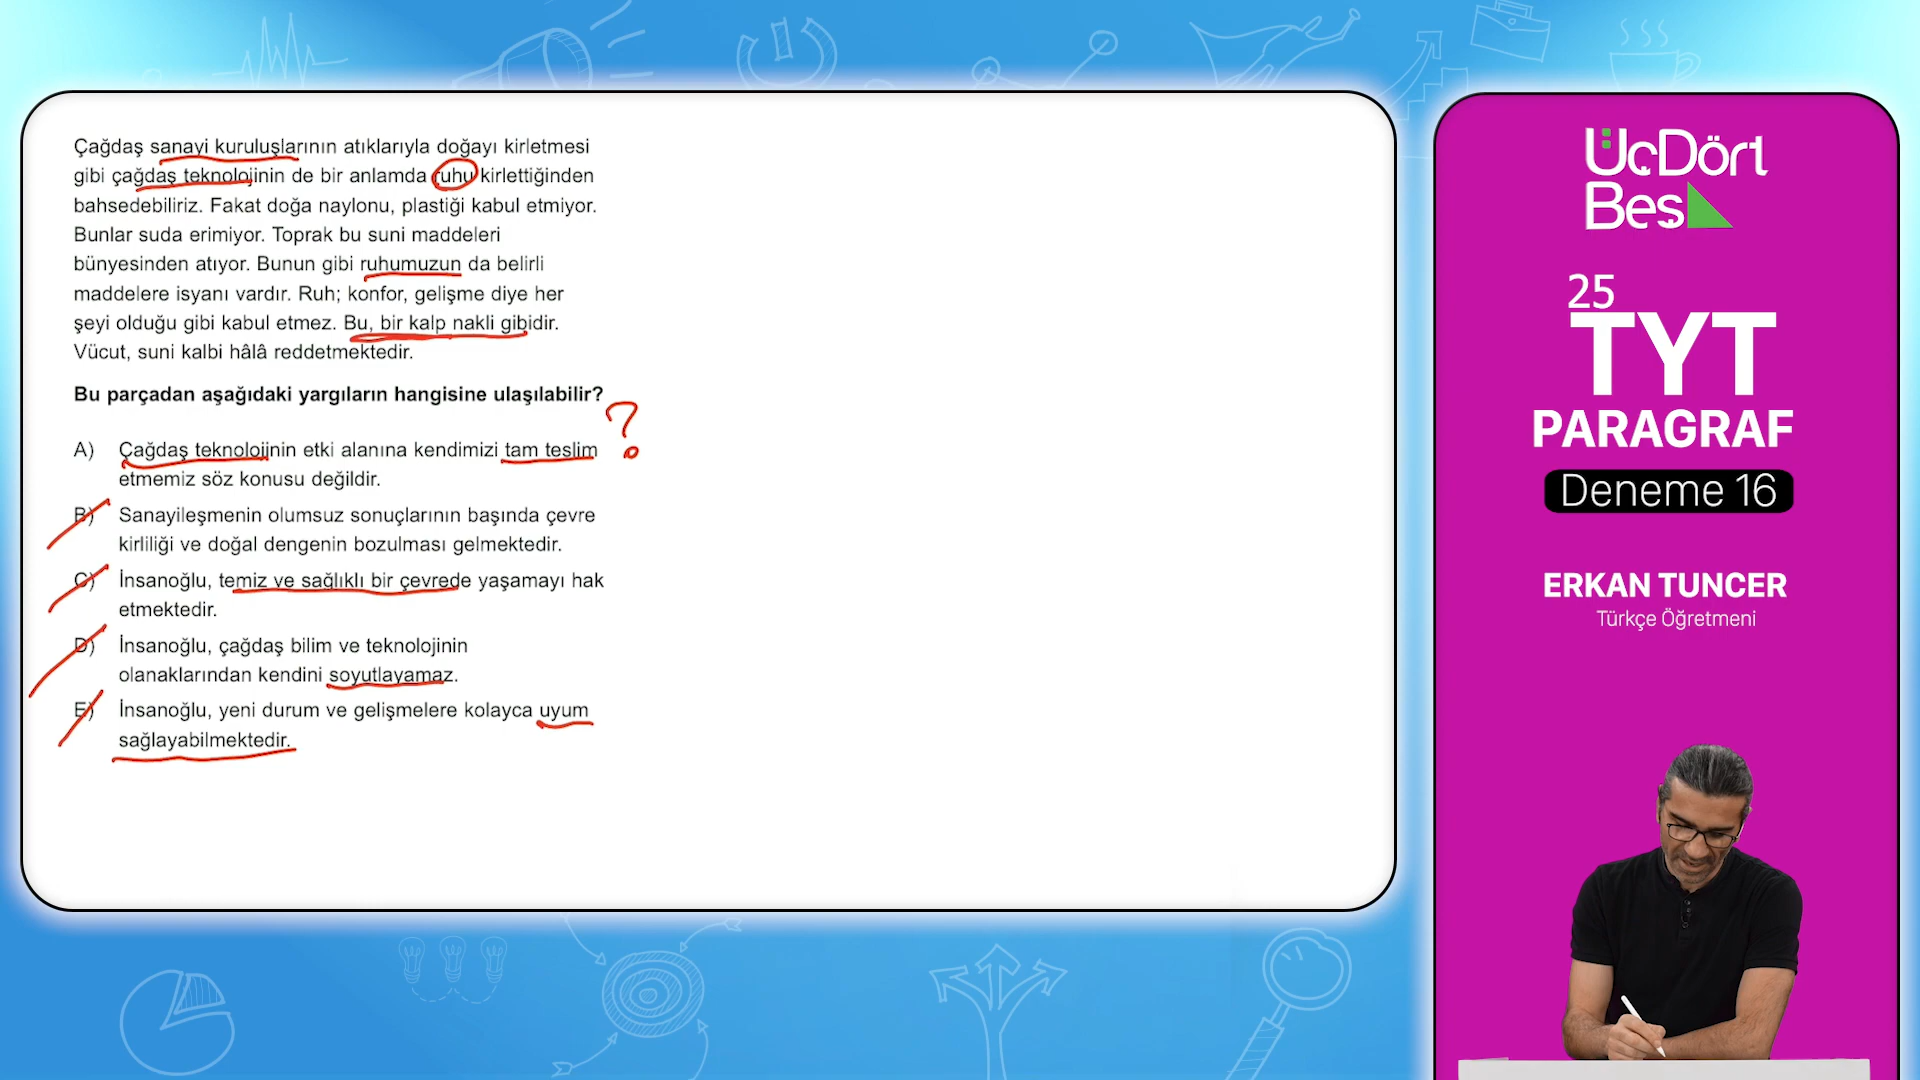 Çağdaş sanayi kuruluşlarının atıklarıyla doğayı kirletmesi
gibi çağdaş teknolojinin de bir anlamda ruhu kirlettiğinden
bahsedebiliriz. Fakat doğa naylonu, plastiği kabul etmiyor.
Bunlar suda erimiyor. Toprak bu suni maddeleri
bünyesinden atıyor. Bunun gibi ruhumuzun da belirli
maddelere isyanı vardır. Ruh; konfor, gelişme diye her
şeyi olduğu gibi kabul etmez. Bu, bir kalp nakli gibidir.
Vücut, suni kalbi hâlâ reddetmektedir.
Bu parçadan aşağıdaki yargıların hangisine ulaşılabilir?
?
A) Çağdaş teknolojinin etki alanına kendimizi tam teslim
etmemiz söz konusu değildir.
B) Sanayileşmenin olumsuz sonuçlarının başında çevre
kirliliği ve doğal dengenin bozulması gelmektedir.
C) İnsanoğlu, temiz ve sağlıklı bir çevrede yaşamayı hak
etmektedir.
D) İnsanoğlu, çağdaş bilim ve teknolojinin
olanaklarından kendini soyutlayamaz.
E) İnsanoğlu, yeni durum ve gelişmelere kolayca uyum
sağlayabilmektedir.
ÜçDört
Beş
25
TYT
PARAGRAF
Deneme 16
ERKAN TUNCER
Türkçe Öğretmeni